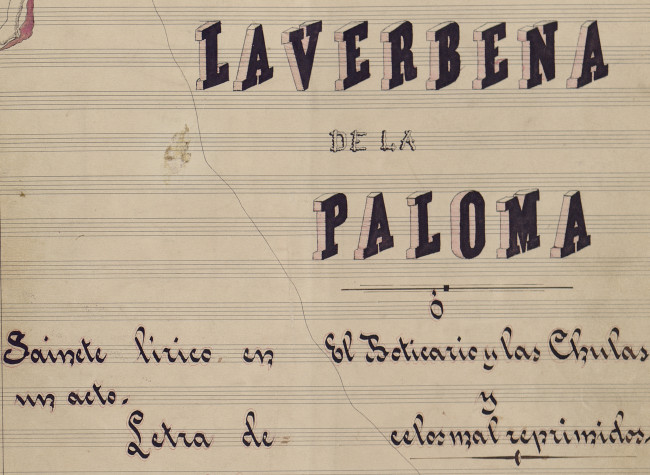 LA VERBENA
DE LA
PALOMA
ó
Sainete lírico en
un acto.
Letra de
El Boticario y las Chulas
y
celos mal reprimidos.